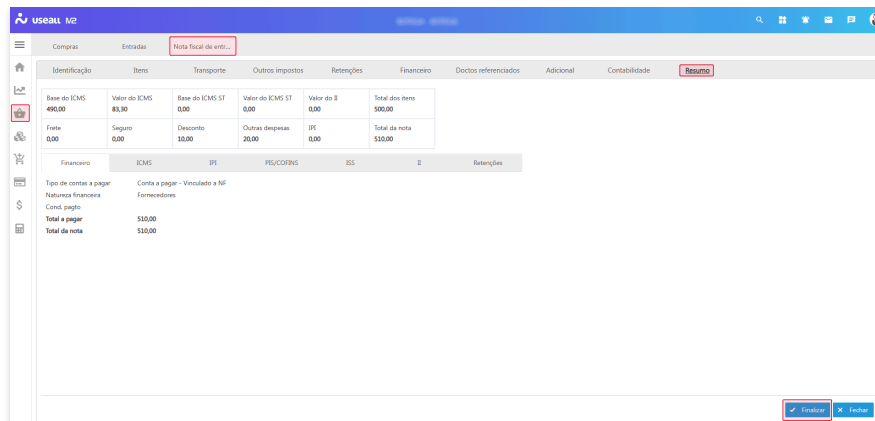 useall M2
Compras Entradas Nota fiscal de entr...
Identificação Itens Transporte Outros impostos Retenções Financeiro Doctos referenciados Adicional Contabilidade Resumo
Base do ICMS Valor do ICMS Base do ICMS ST Valor do ICMS ST Valor do II Total dos itens
490,00 83,30 0,00 0,00 0,00 500,00
Frete Seguro Desconto Outras despesas IPI Total da nota
0,00 0,00 10,00 20,00 0,00 510,00
Financeiro ICMS IPI PIS/COFINS ISS II Retenções
Tipo de contas a pagar Conta a pagar - Vinculado a NF
Natureza financeira Fornecedores
Cond. pagto
Total a pagar 510,00
Total da nota 510,00
Finalizar Fechar